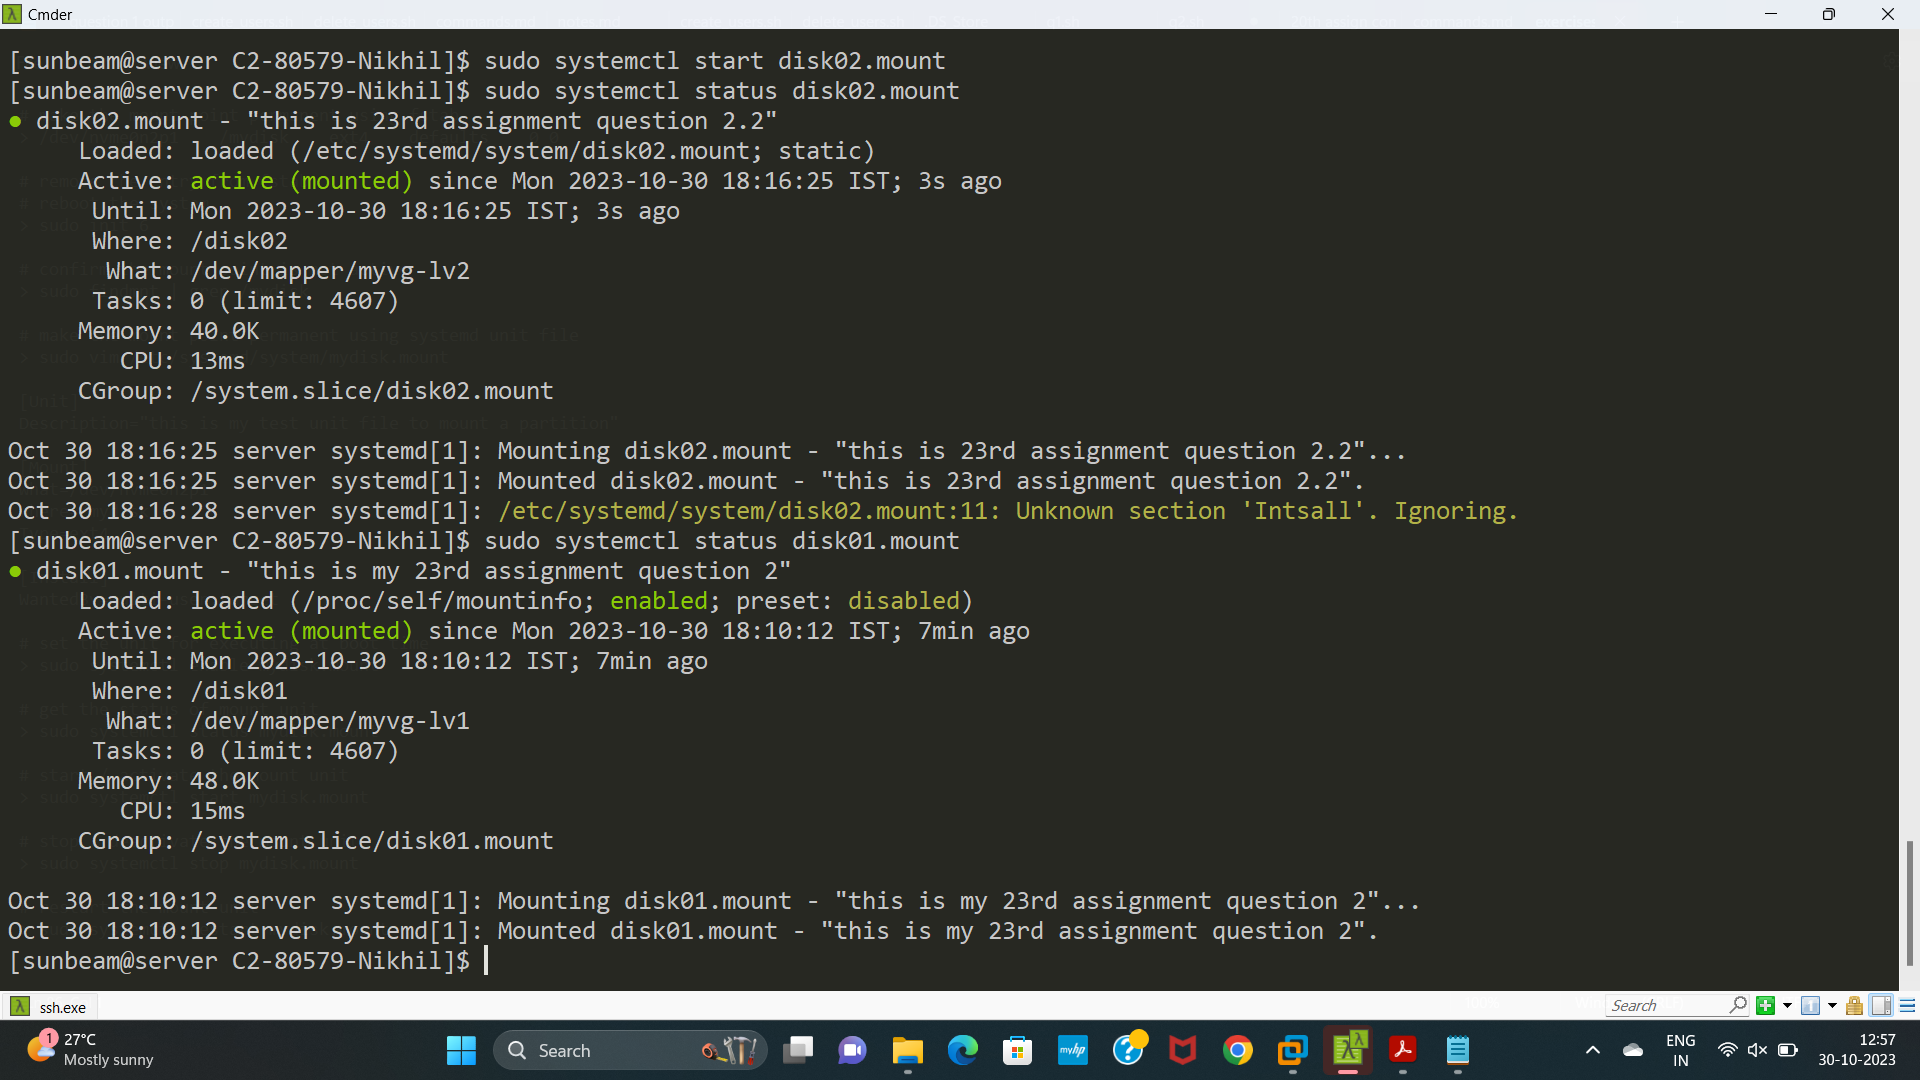 Cmder
[sunbeam@server C2-80579-Nikhil]$ sudo systemctl start disk02.mount
[sunbeam@server C2-80579-Nikhil]$ sudo systemctl status disk02.mount
● disk02.mount - "this is 23rd assignment question 2.2"
Loaded: loaded (/etc/systemd/system/disk02.mount; static)
Active: active (mounted) since Mon 2023-10-30 18:16:25 IST; 3s ago
Until: Mon 2023-10-30 18:16:25 IST; 3s ago
Where: /disk02
What: /dev/mapper/myvg-lv2
Tasks: 0 (limit: 4607)
Memory: 40.0K
CPU: 13ms
CGroup: /system.slice/disk02.mount
Oct 30 18:16:25 server systemd[1]: Mounting disk02.mount - "this is 23rd assignment question 2.2"...
Oct 30 18:16:25 server systemd[1]: Mounted disk02.mount - "this is 23rd assignment question 2.2".
Oct 30 18:16:28 server systemd[1]: /etc/systemd/system/disk02.mount:11: Unknown section 'Intsall'. Ignoring.
[sunbeam@server C2-80579-Nikhil]$ sudo systemctl status disk01.mount
● disk01.mount - "this is my 23rd assignment question 2"
Loaded: loaded (/proc/self/mountinfo; enabled; preset: disabled)
Active: active (mounted) since Mon 2023-10-30 18:10:12 IST; 7min ago
Until: Mon 2023-10-30 18:10:12 IST; 7min ago
Where: /disk01
What: /dev/mapper/myvg-lv1
Tasks: 0 (limit: 4607)
Memory: 48.0K
CPU: 15ms
CGroup: /system.slice/disk01.mount
Oct 30 18:10:12 server systemd[1]: Mounting disk01.mount - "this is my 23rd assignment question 2"...
Oct 30 18:10:12 server systemd[1]: Mounted disk01.mount - "this is my 23rd assignment question 2".
[sunbeam@server C2-80579-Nikhil]$
ssh.exe
Search
1
27°C
Mostly sunny
Search
myhp
ENG
IN
12:57
30-10-2023